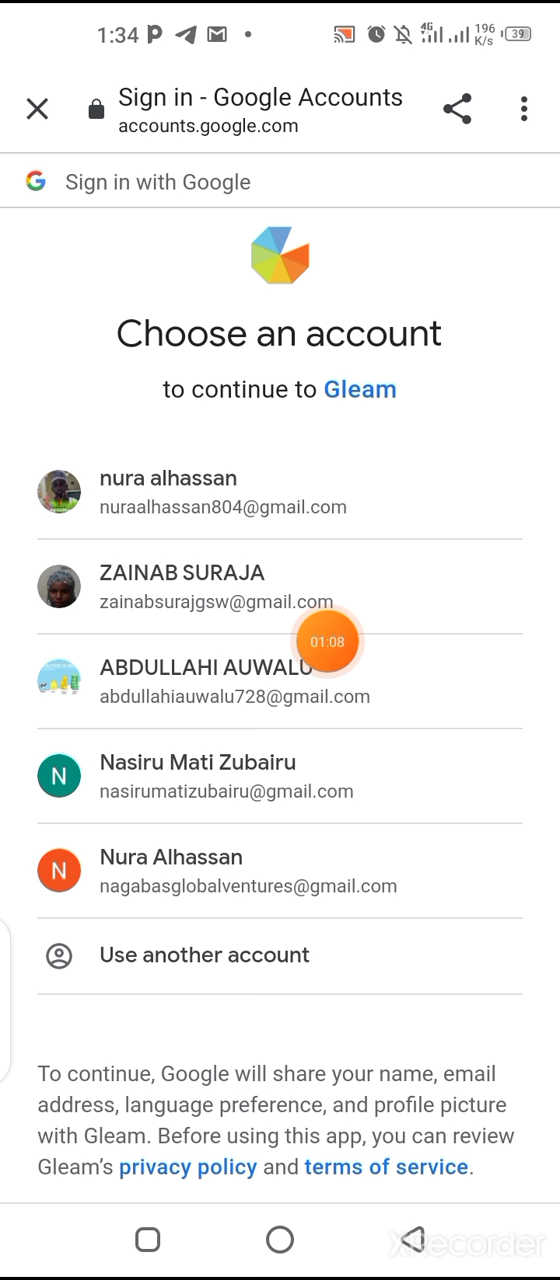 1:34
4G 196 K/s 39
Sign in - Google Accounts
accounts.google.com
G Sign in with Google
Choose an account
to continue to Gleam
nura alhassan
nuraalhassan804@gmail.com
ZAINAB SURAJA
zainabsurajgsw@gmail.com
01:08
ABDULLAHI AUWALU
abdullahiauwalu728@gmail.com
N Nasiru Mati Zubairu
nasirumatizubairu@gmail.com
N Nura Alhassan
nagabasglobalventures@gmail.com
Use another account
To continue, Google will share your name, email
address, language preference, and profile picture
with Gleam. Before using this app, you can review
Gleam's privacy policy and terms of service.
XRecorder